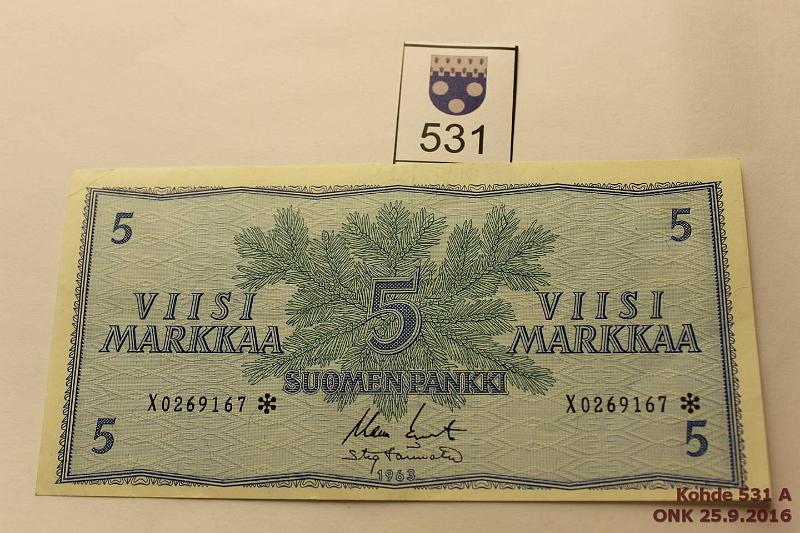 531
5 5
VIISI MARKKAA
5
VIISI MARKKAA
SUOMEN PANKKI
X0269167 * X0269167 *
5 5
1963
Kohde 531 A
ONK 25.9.2016